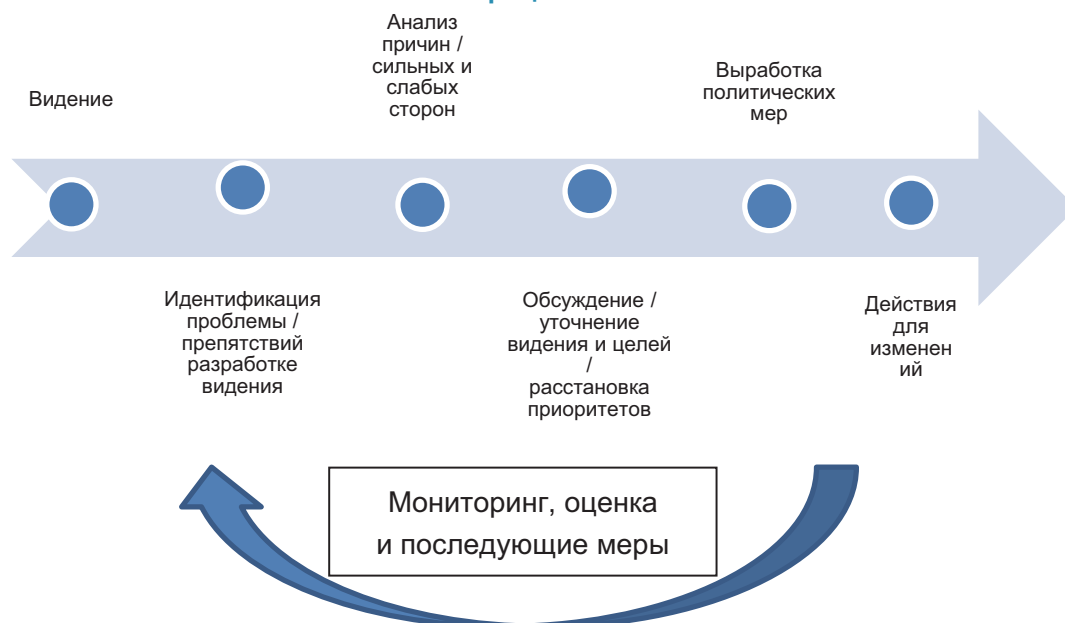 Видение
Идентификация
проблемы /
препятствий
разработке
видения
Анализ
причин /
сильных и
слабых
сторон
Обсуждение /
уточнение
видения и целей
/
расстановка
приоритетов
Выработка
политических
мер
Действия
для
изменен
ий
Мониторинг, оценка
и последующие меры